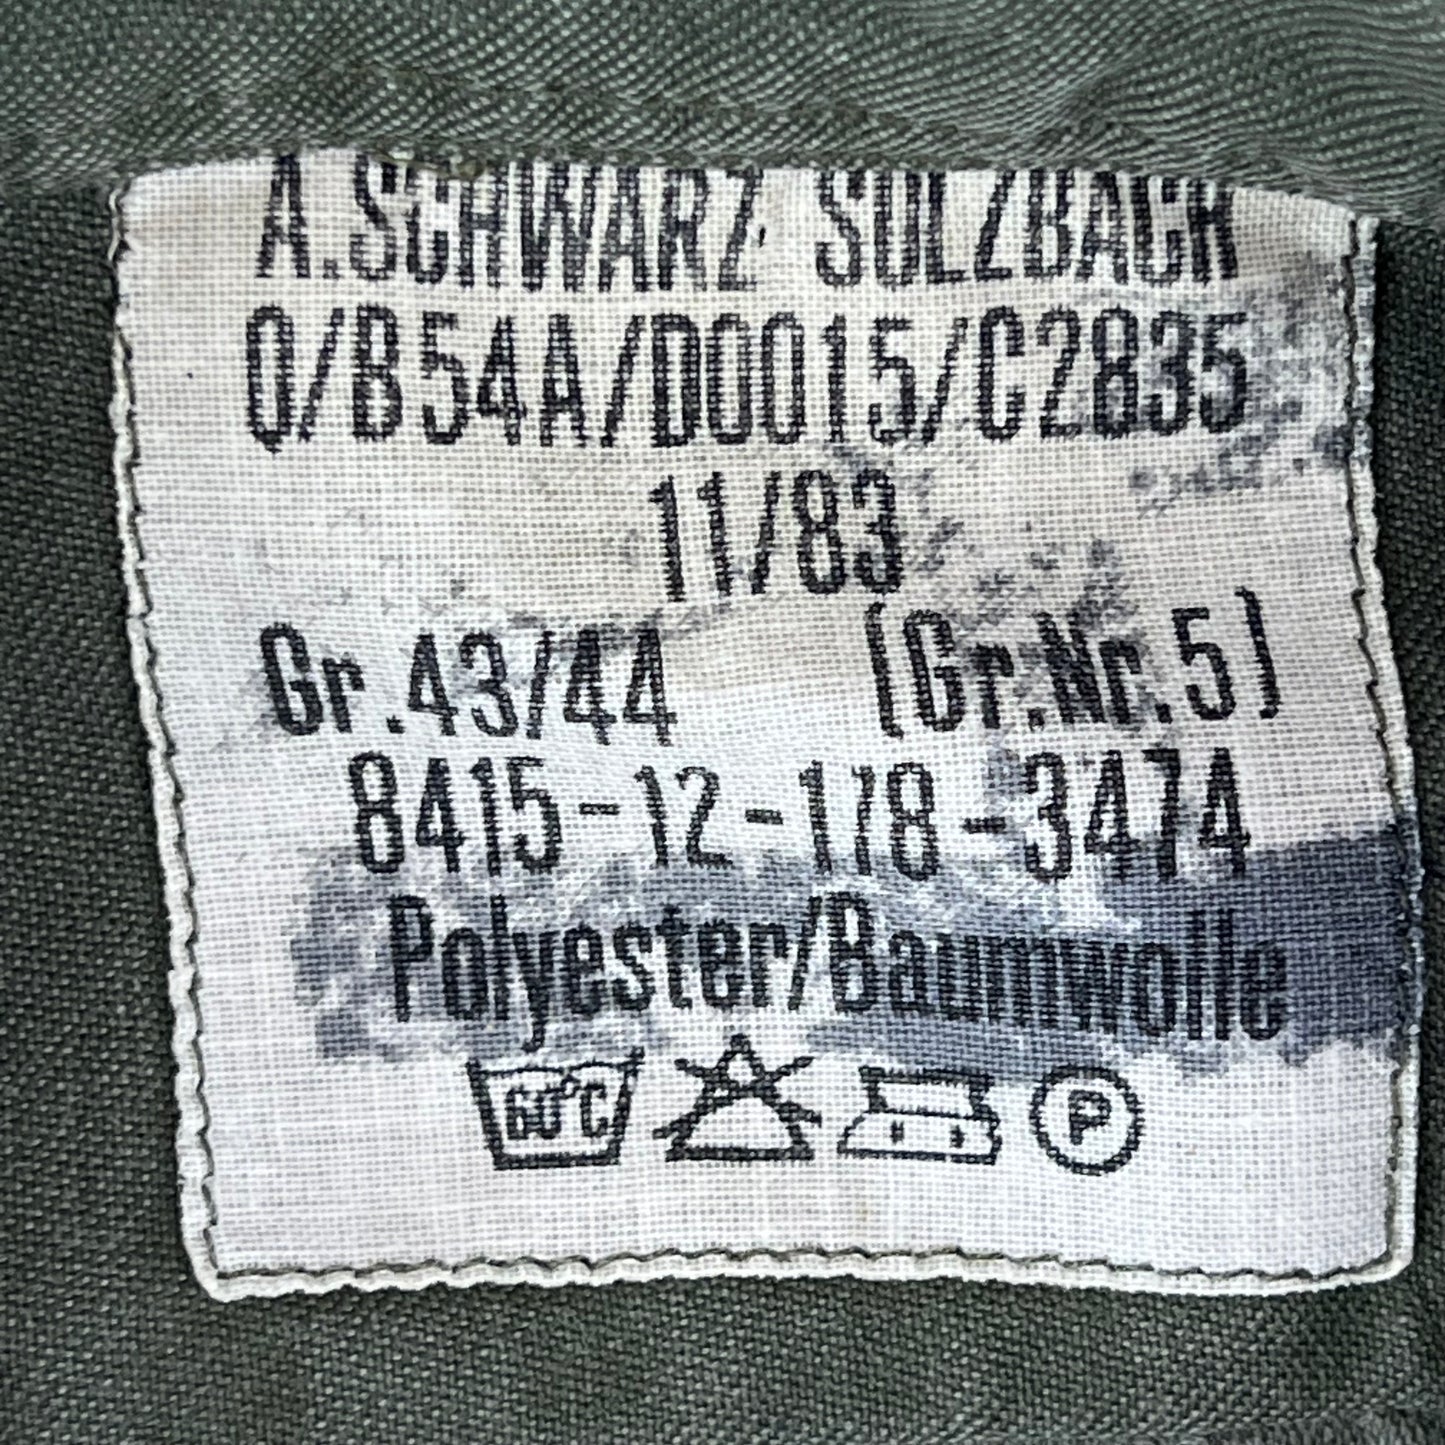 A.SCHWARZ SULZBACH
0/B54A/D0015/C2835
11/83
Gr.43/44 (Gr.Nr.5)
8415-12-178-3474
Polyester/Baumwolle
60°C P